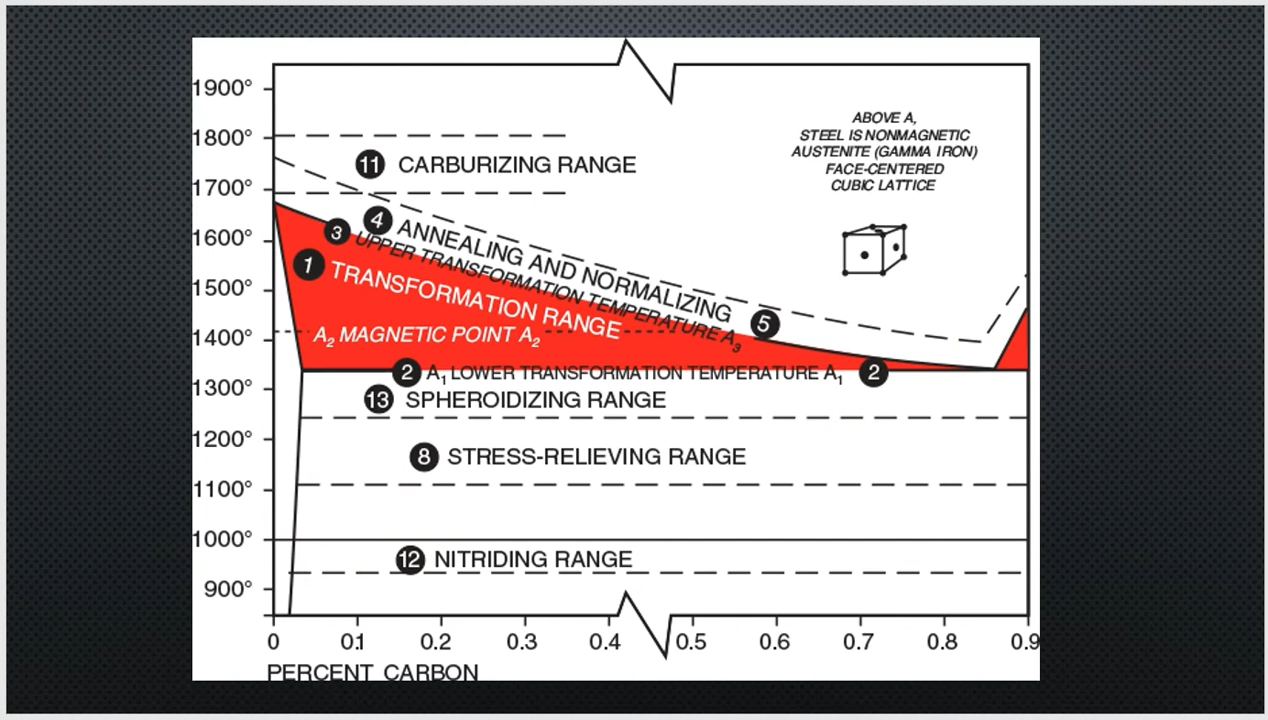 1900°
1800°
1700°
1600°
1500°
1400°
1300°
1200°
1100°
1000°
900°
ABOVE A,
STEEL IS NONMAGNETIC
AUSTENITE (GAMMA IRON)
FACE-CENTERED
CUBIC LATTICE
11 CARBURIZING RANGE
4 ANNEALING AND NORMALIZING 5
3 UPPER TRANSFORMATION TEMPERATURE A3
1 TRANSFORMATION RANGE
A2 MAGNETIC POINT A2
2 A1 LOWER TRANSFORMATION TEMPERATURE A1 2
13 SPHEROIDIZING RANGE
8 STRESS-RELIEVING RANGE
12 NITRIDING RANGE
0 0.1 0.2 0.3 0.4 0.5 0.6 0.7 0.8 0.9
PERCENT CARBON